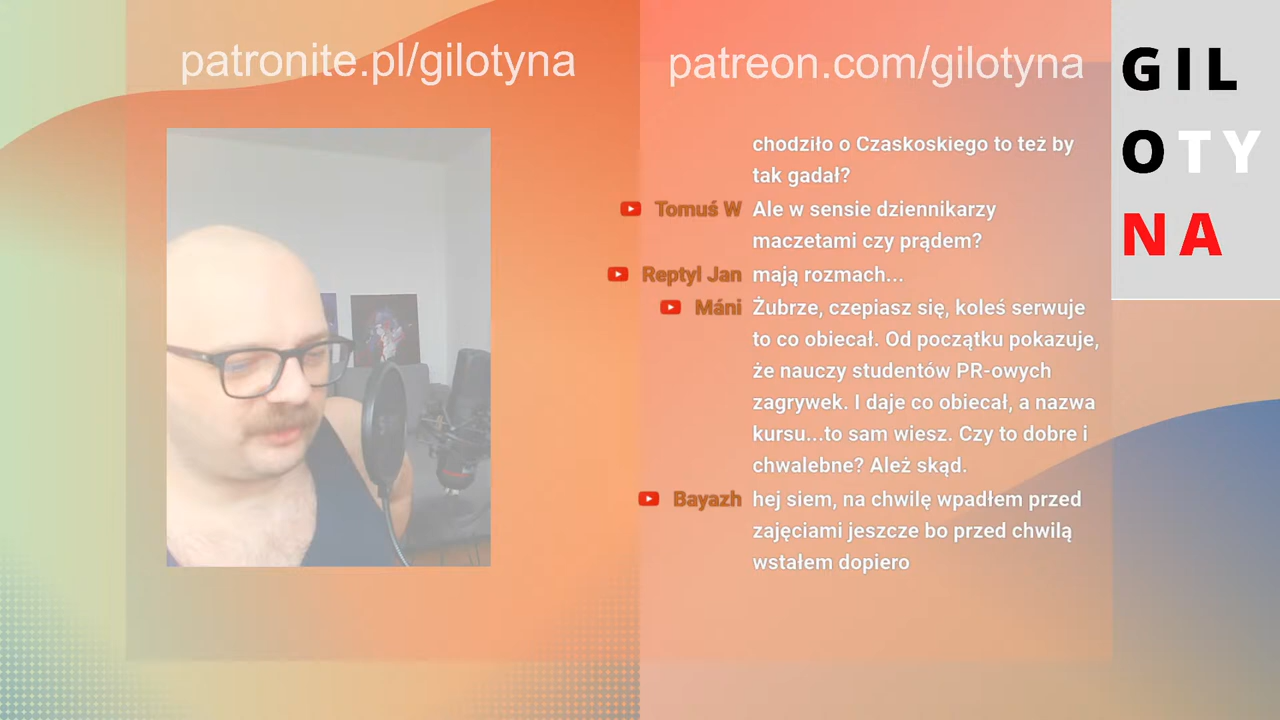 patronite.pl/gilotyna
patreon.com/gilotyna
GIL
OTY
NA
chodziło o Czaskoskiego to też by
tak gadał?
Tomuś W Ale w sensie dziennikarzy
maczetami czy prądem?
Reptyl Jan mają rozmach...
Máni Żubrze, czepiasz się, koleś serwuje
to co obiecał. Od początku pokazuje,
że nauczy studentów PR-owych
zagrywek. I daje co obiecał, a nazwa
kursu...to sam wiesz. Czy to dobre i
chwalebne? Ależ skąd.
Bayazh hej siem, na chwilę wpadłem przed
zajęciami jeszcze bo przed chwilą
wstałem dopiero